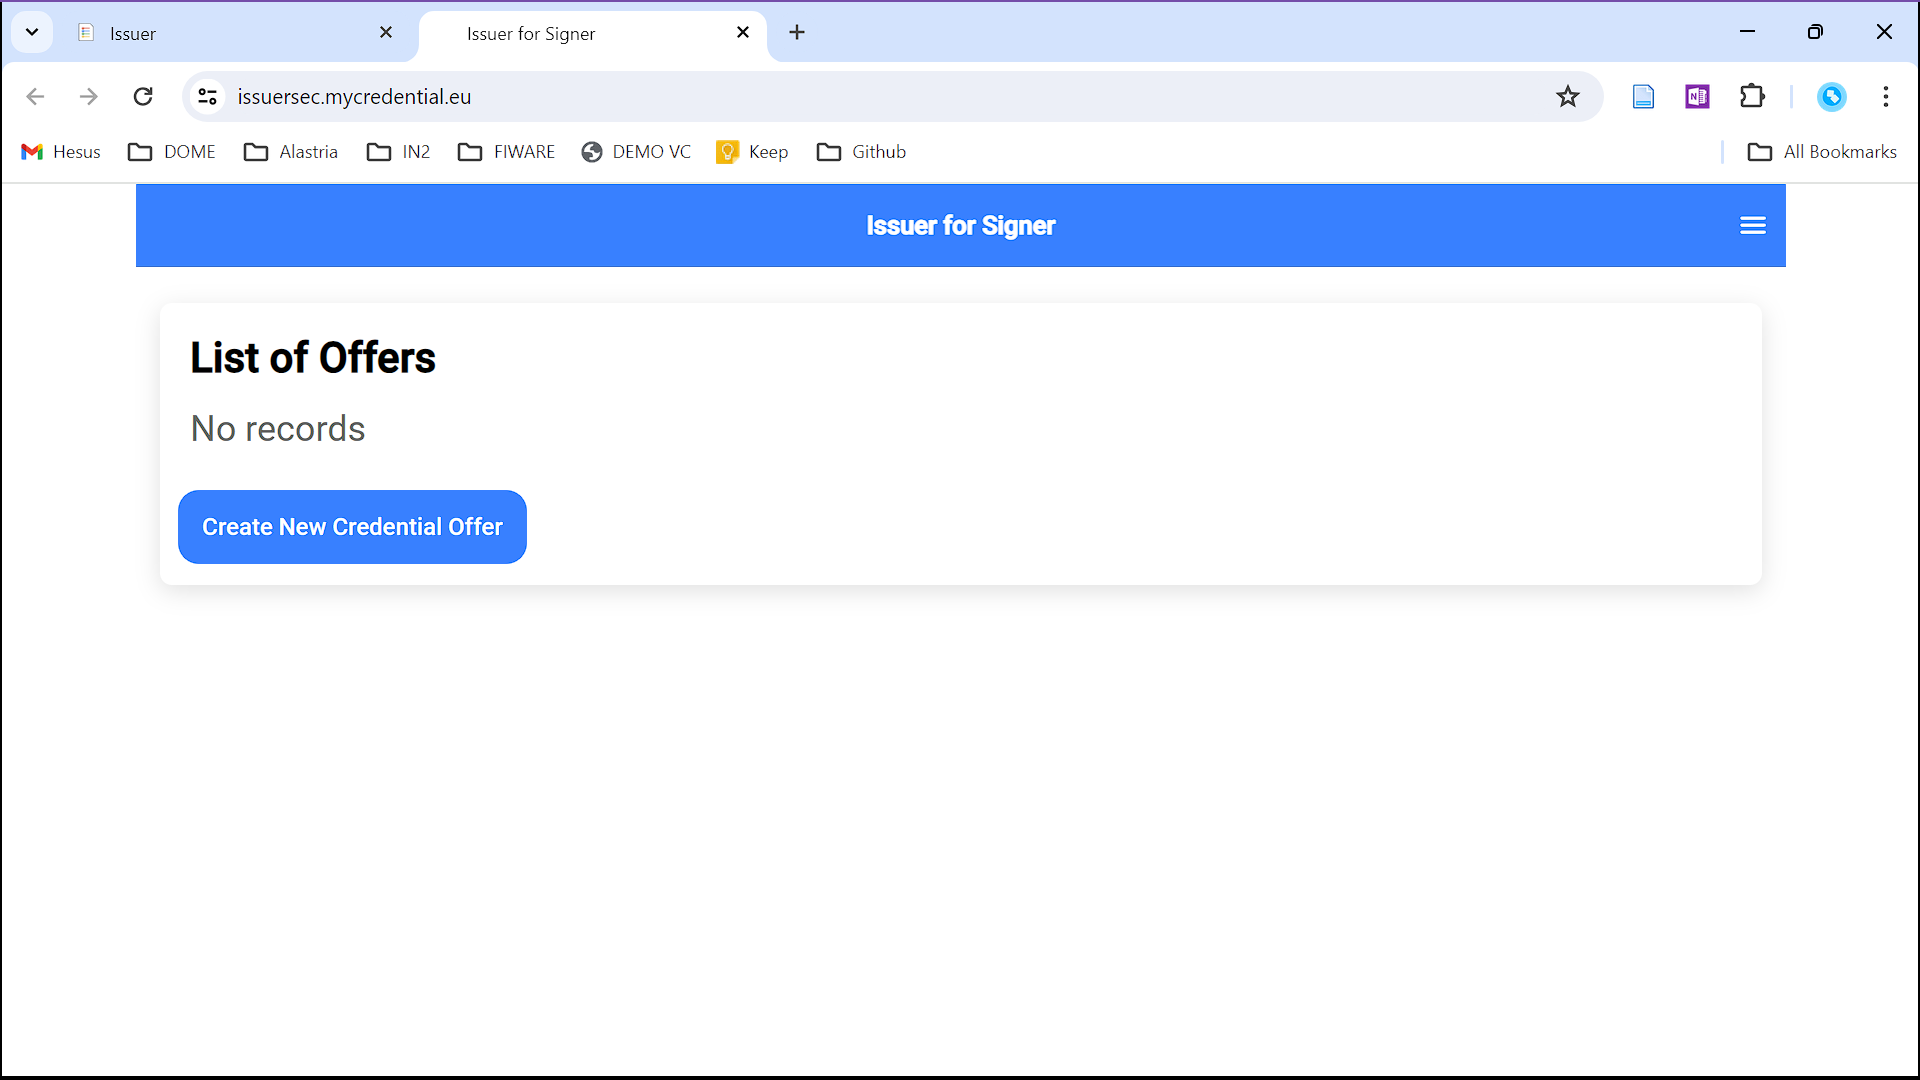 Issuer
Issuer for Signer
issuersec.mycredential.eu
Hesus DOME Alastria IN2 FIWARE DEMO VC Keep Github All Bookmarks
Issuer for Signer
List of Offers
No records
Create New Credential Offer